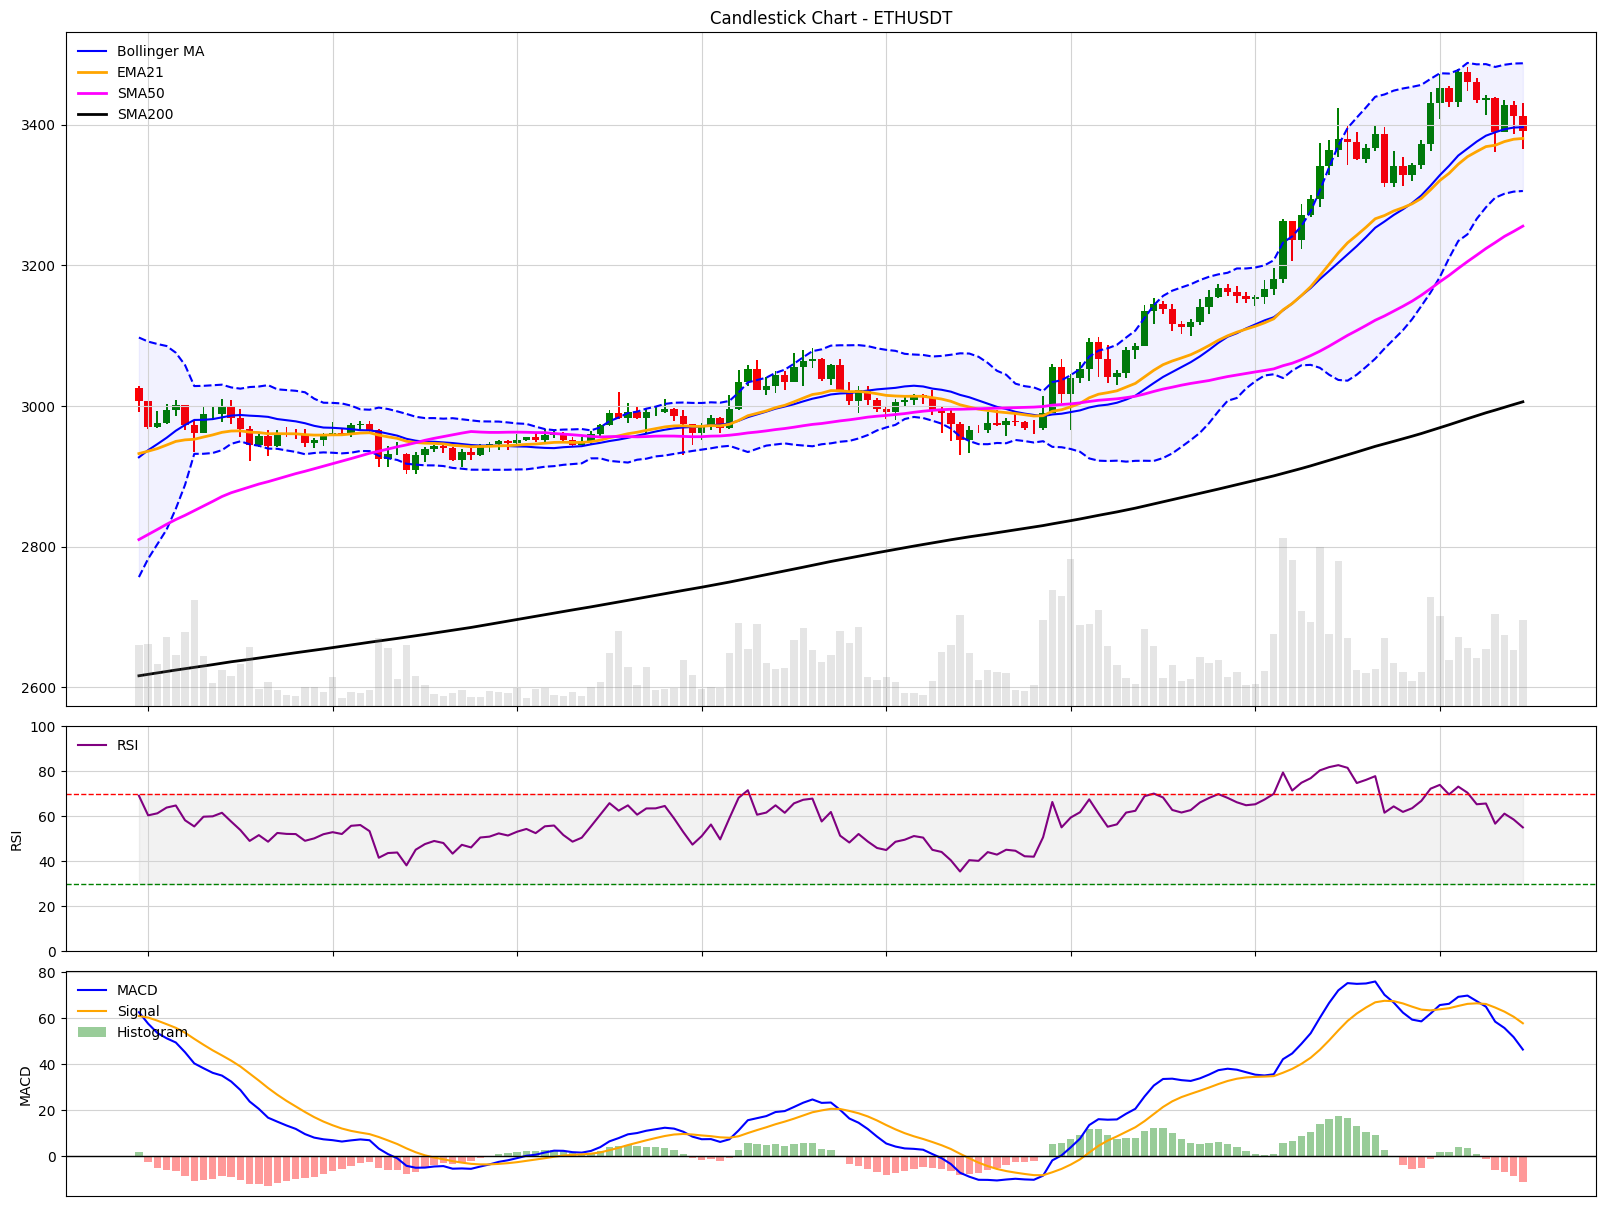 Candlestick Chart - ETHUSDT
Bollinger MA
EMA21
SMA50
SMA200
3400
3200
3000
2800
2600
100
RSI
80
60
RSI
40
20
0
80
MACD
Signal
60
Histogram
40
MACD
20
0